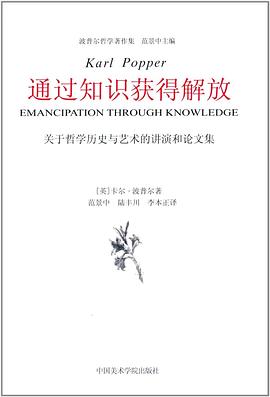 波普尔哲学著作集 范景中主编
Karl Popper
通过知识获得解放
EMANCIPATION THROUGH KNOWLEDGE
关于哲学历史与艺术的讲演和论文集
[英]卡尔·波普尔著
范景中 陆丰川 李本正译
中国美术学院出版社